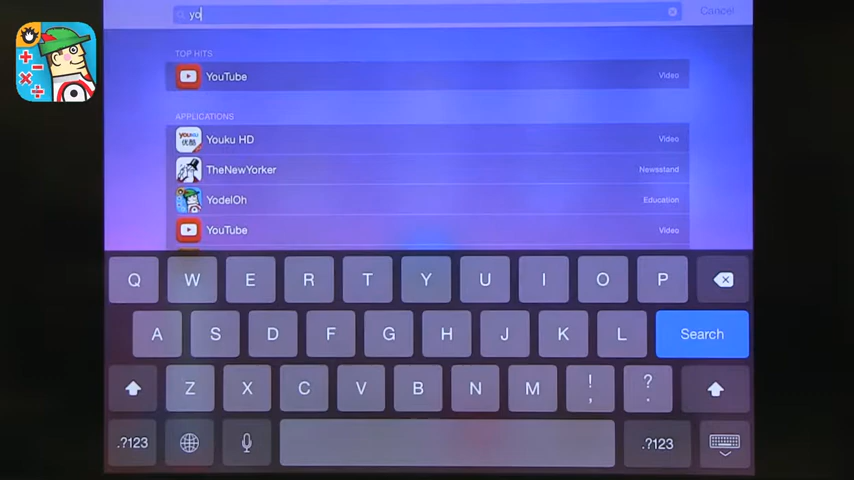 yo
Cancel
TOP HITS
YouTube Video
APPLICATIONS
Youku HD Video
TheNewYorker Newsstand
YodelOh Education
YouTube Video
Q W E R T Y U I O P
A S D F G H J K L Search
Z X C V B N M ! , ? .
.?123 .?123